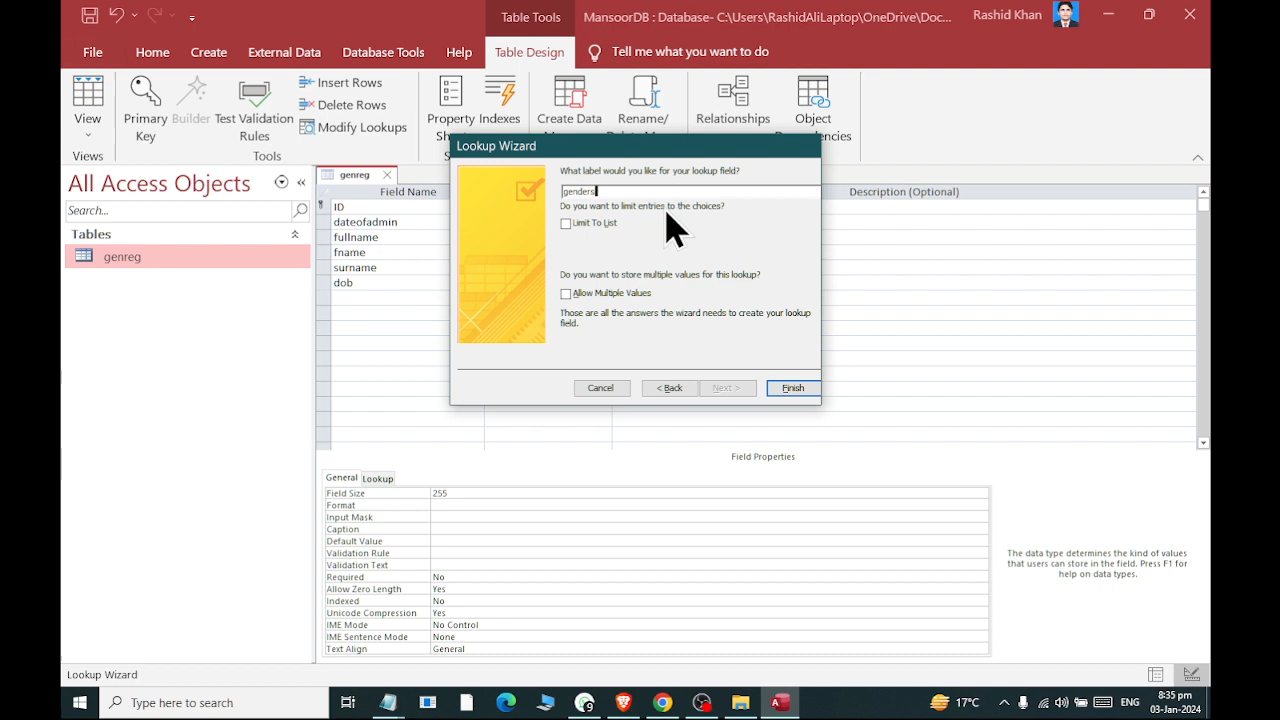 Table Tools
MansoorDB : Database- C:\Users\RashidAliLaptop\OneDrive\Doc...
Rashid Khan
File
Home
Create
External Data
Database Tools
Help
Table Design
Tell me what you want to do
View
Primary
Key
Builder
Test Validation
Rules
Insert Rows
Delete Rows
Modify Lookups
Property
Indexes
Create Data
Rename/
Relationships
Object
Views
Tools
Lookup Wizard
What label would you like for your lookup field?
genders
Do you want to limit entries to the choices?
Limit To List
Do you want to store multiple values for this lookup?
Allow Multiple Values
Those are all the answers the wizard needs to create your lookup
field.
Cancel
< Back
Next >
Finish
All Access Objects
Search...
Tables
genreg
genreg
Field Name
Description (Optional)
ID
dateofadmin
fullname
fname
surname
dob
Field Properties
General
Lookup
Field Size 255
Format
Input Mask
Caption
Default Value
Validation Rule
Validation Text
Required No
Allow Zero Length Yes
Indexed No
Unicode Compression Yes
IME Mode No Control
IME Sentence Mode None
Text Align General
The data type determines the kind of values
that users can store in the field. Press F1 for
help on data types.
Lookup Wizard
Type here to search
17°C
ENG
8:35 pm
03-Jan-2024